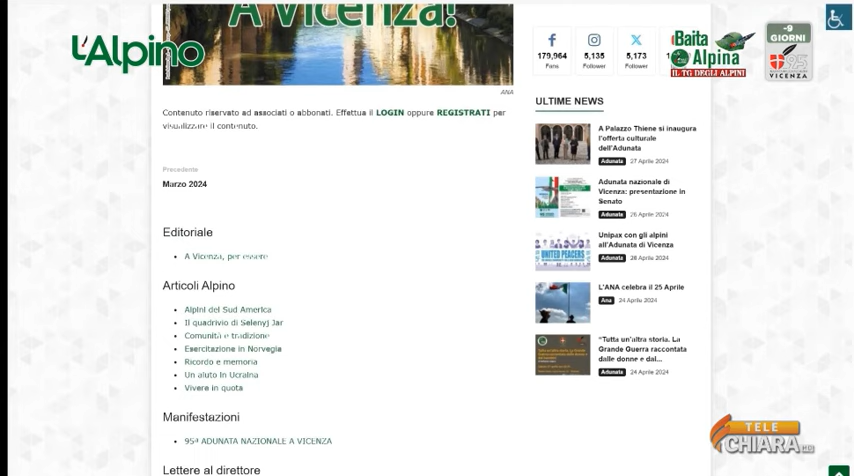 A Vicenza!
L'Alpino
179,964
Fans
5,135
Follower
5,173
Follower
Baita
Alpina
IL TG DEGLI ALPINI
-9
GIORNI
95
VICENZA
ANA
Contenuto riservato ad associati o abbonati. Effettua il LOGIN oppure REGISTRATI per
visualizzare il contenuto.
Precedente
Marzo 2024
Editoriale
A Vicenza, per essere
Articoli Alpino
Alpini del Sud America
Il quadrivio di Selenyj Jar
Comunità e tradizione
Esercitazione in Norvegia
Ricordo e memoria
Un aiuto in Ucraina
Vivere in quota
Manifestazioni
95ª ADUNATA NAZIONALE A VICENZA
Lettere al direttore
ULTIME NEWS
A Palazzo Thiene si inaugura
l'offerta culturale
dell'Adunata
Adunata 27 Aprile 2024
Adunata nazionale di
Vicenza: presentazione in
Senato
Adunata 26 Aprile 2024
Unipax con gli alpini
all'Adunata di Vicenza
Adunata 26 Aprile 2024
UNITED PEACERS
L'ANA celebra il 25 Aprile
Ana 24 Aprile 2024
"Tutta un'altra storia. La
Grande Guerra raccontata
dalle donne e dai...
Adunata 24 Aprile 2024
TELE
CHIARA